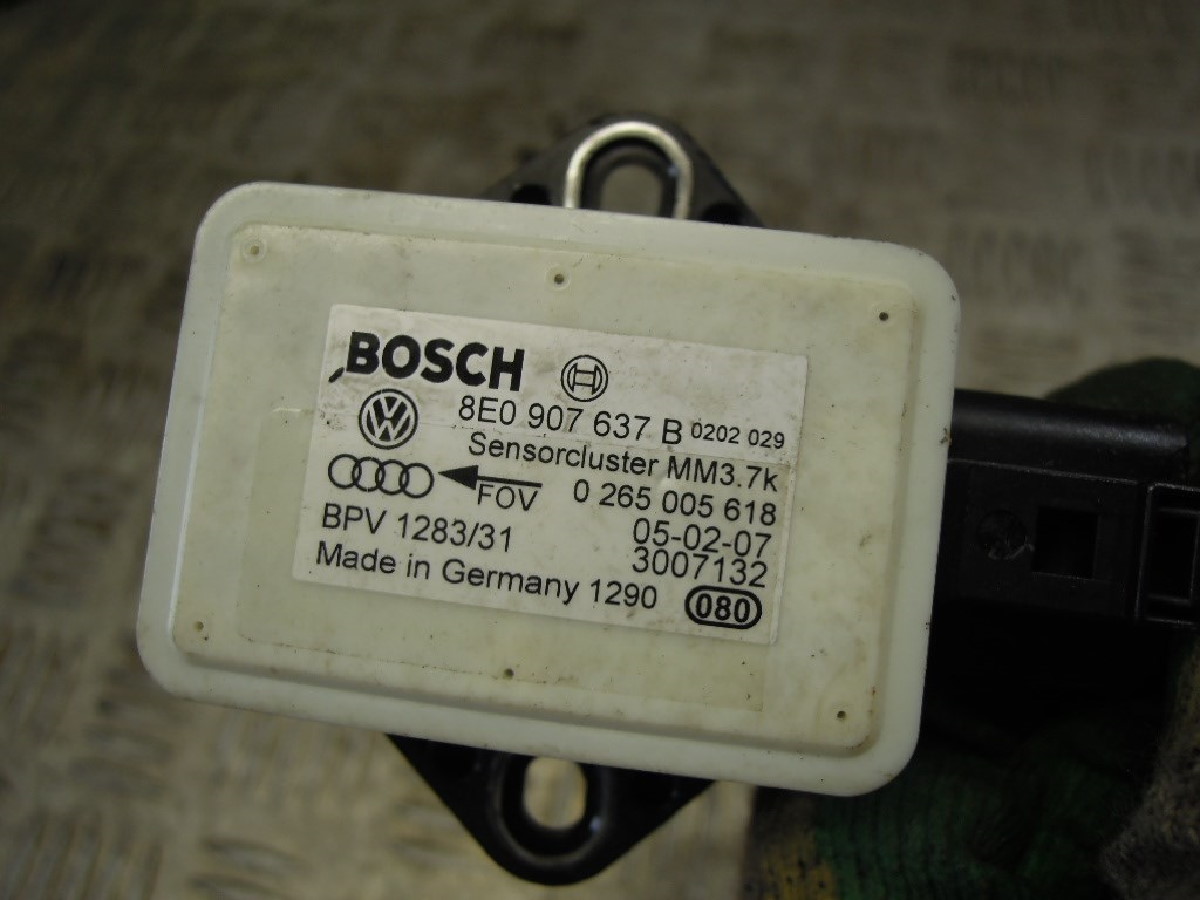 BOSCH
8E0 907 637 B 0202 029
Sensorcluster MM3.7k
FOV 0 265 005 618
BPV 1283/31 05-02-07
3007132
Made in Germany 1290 080